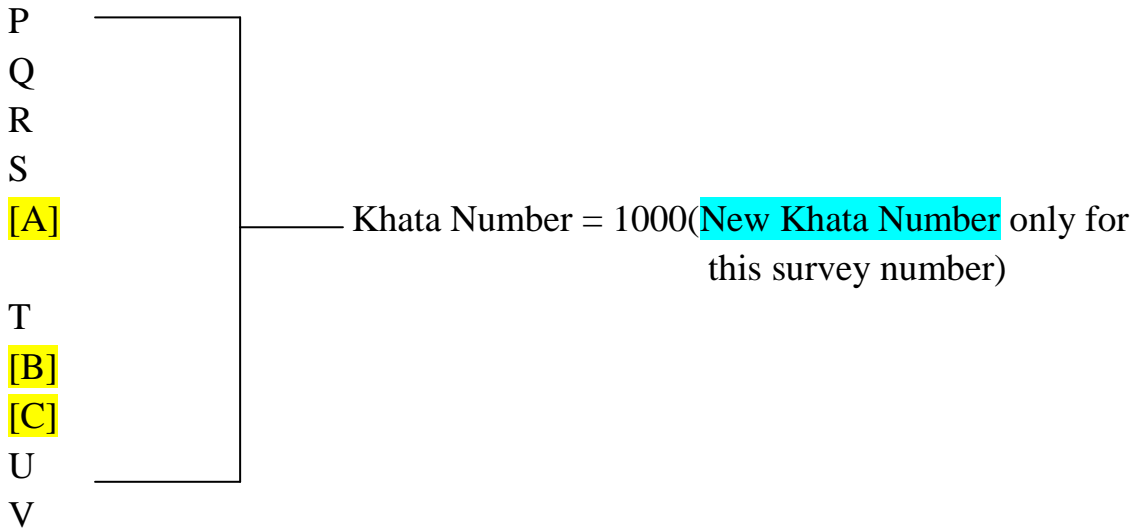 P
Q
R
S
[A]
Khata Number = 1000(New Khata Number only for
this survey number)
T
[B]
[C]
U
V